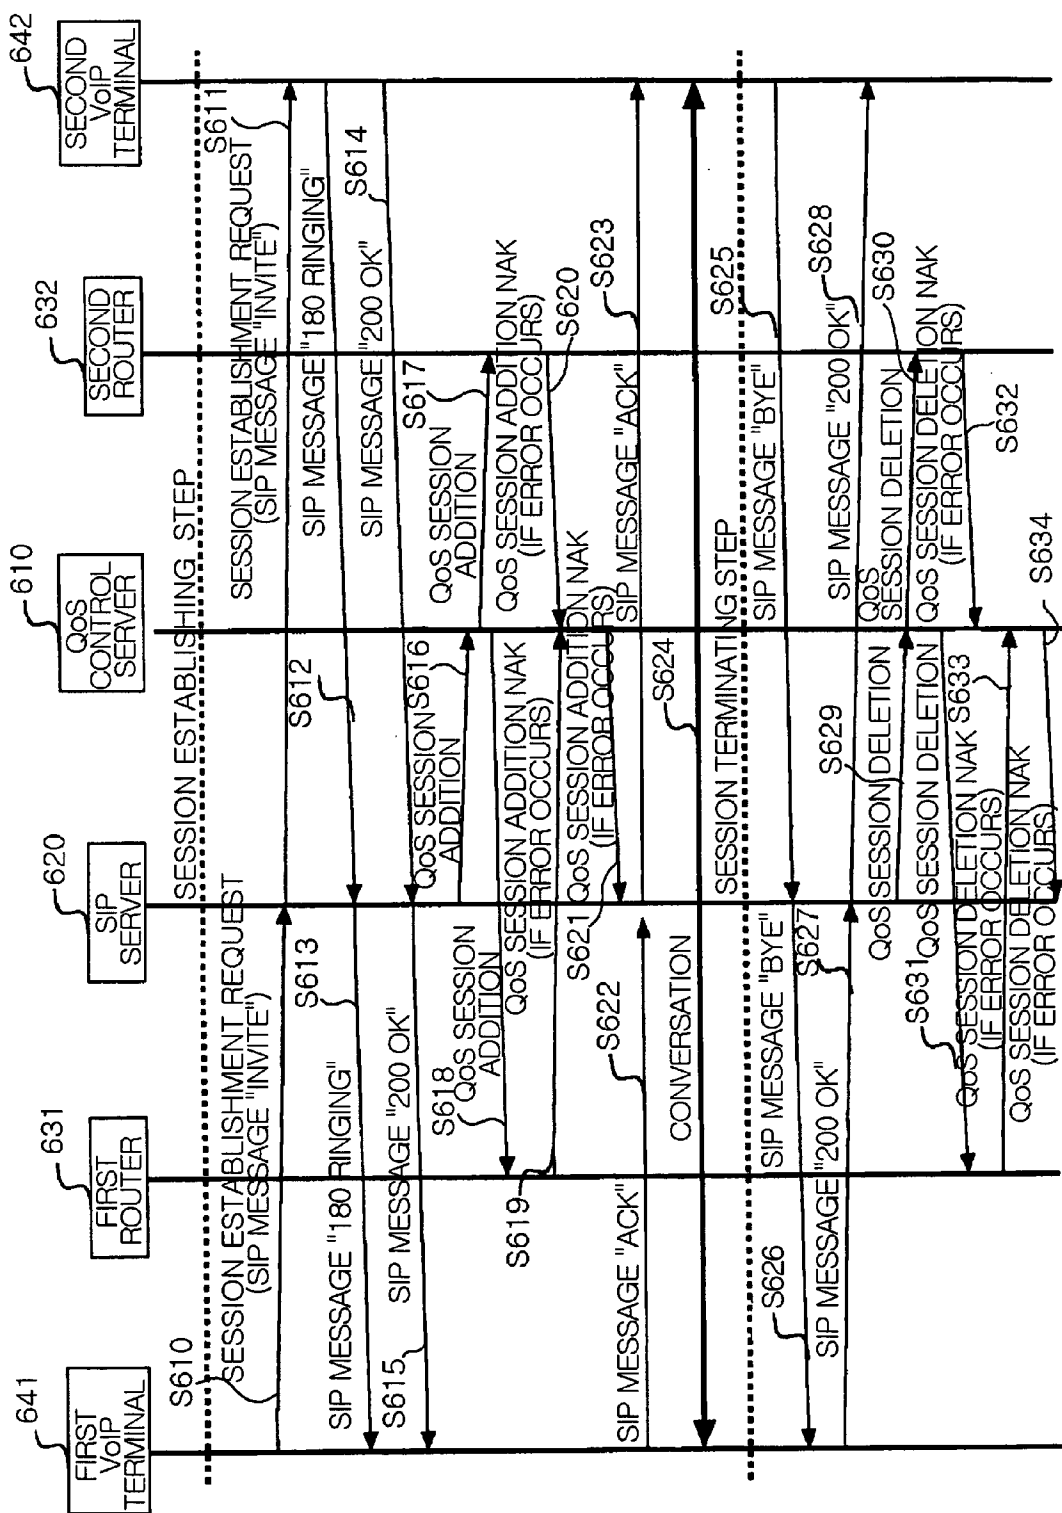 641
FIRST
VoIP
TERMINAL
631
FIRST
ROUTER
620
SIP
SERVER
610
QoS
CONTROL
SERVER
632
SECOND
ROUTER
642
SECOND
VoIP
TERMINAL
SESSION ESTABLISHING STEP
S610
SESSION ESTABLISHMENT REQUEST
(SIP MESSAGE "INVITE")
SESSION ESTABLISHMENT REQUEST
(SIP MESSAGE "INVITE")
S611
SIP MESSAGE "180 RINGING"
S613
S612
SIP MESSAGE "180 RINGING"
S615
SIP MESSAGE "200 OK"
SIP MESSAGE "200 OK"
S614
QoS SESSION
ADDITION
S616
QoS SESSION
ADDITION
S617
S618
QoS SESSION
ADDITION
S619
QoS SESSION ADDITION NAK
(IF ERROR OCCURS)
QoS SESSION ADDITION NAK
(IF ERROR OCCURS)
S620
S621
QoS SESSION ADDITION NAK
(IF ERROR OCCURS)
SIP MESSAGE "ACK"
S622
SIP MESSAGE "ACK"
S623
CONVERSATION
S624
SESSION TERMINATING STEP
SIP MESSAGE "BYE"
S625
S626
SIP MESSAGE "BYE"
SIP MESSAGE "200 OK"
S627
SIP MESSAGE "200 OK"
S628
QoS SESSION DELETION
S629
QoS
SESSION DELETION
S630
S631
QoS SESSION DELETION
QoS SESSION DELETION NAK
(IF ERROR OCCURS)
S632
QoS SESSION DELETION NAK
(IF ERROR OCCURS)
S633
QoS SESSION DELETION NAK
(IF ERROR OCCURS)
S634